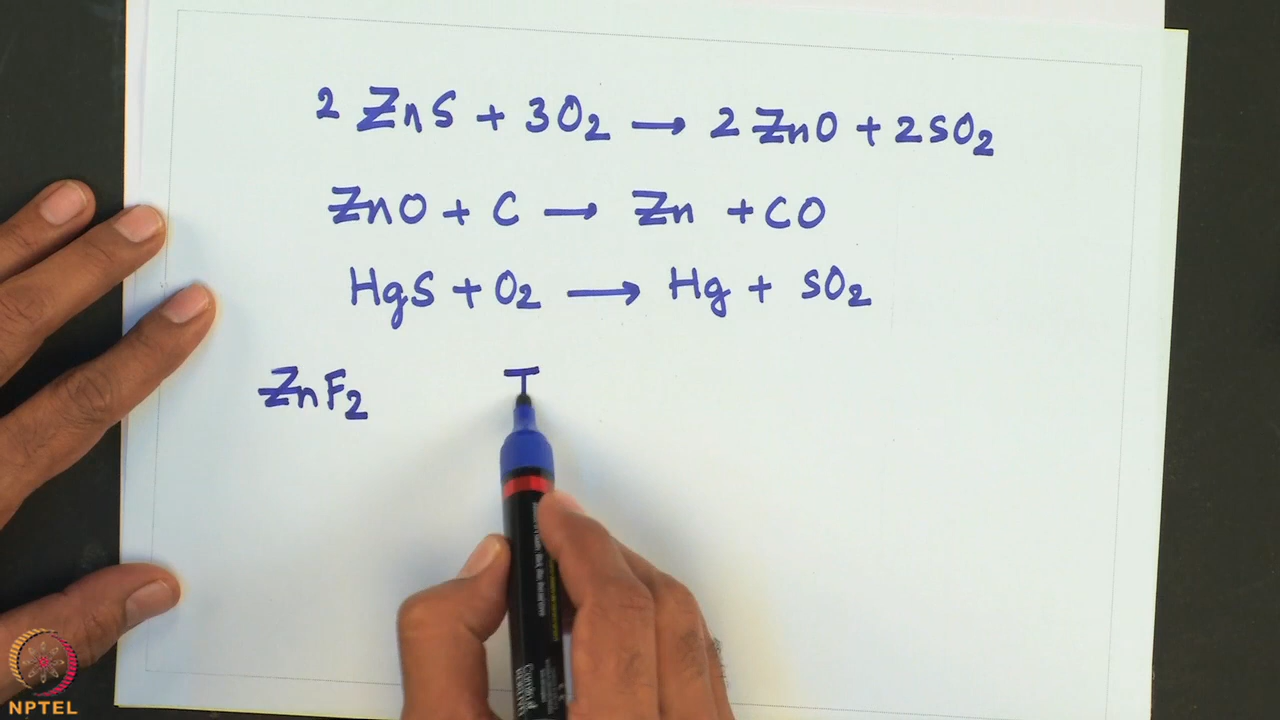 2 ZnS + 3O₂ → 2 ZnO + 2SO₂
ZnO + C → Zn + CO
HgS + O₂ → Hg + SO₂
ZnF₂ T
NPTEL